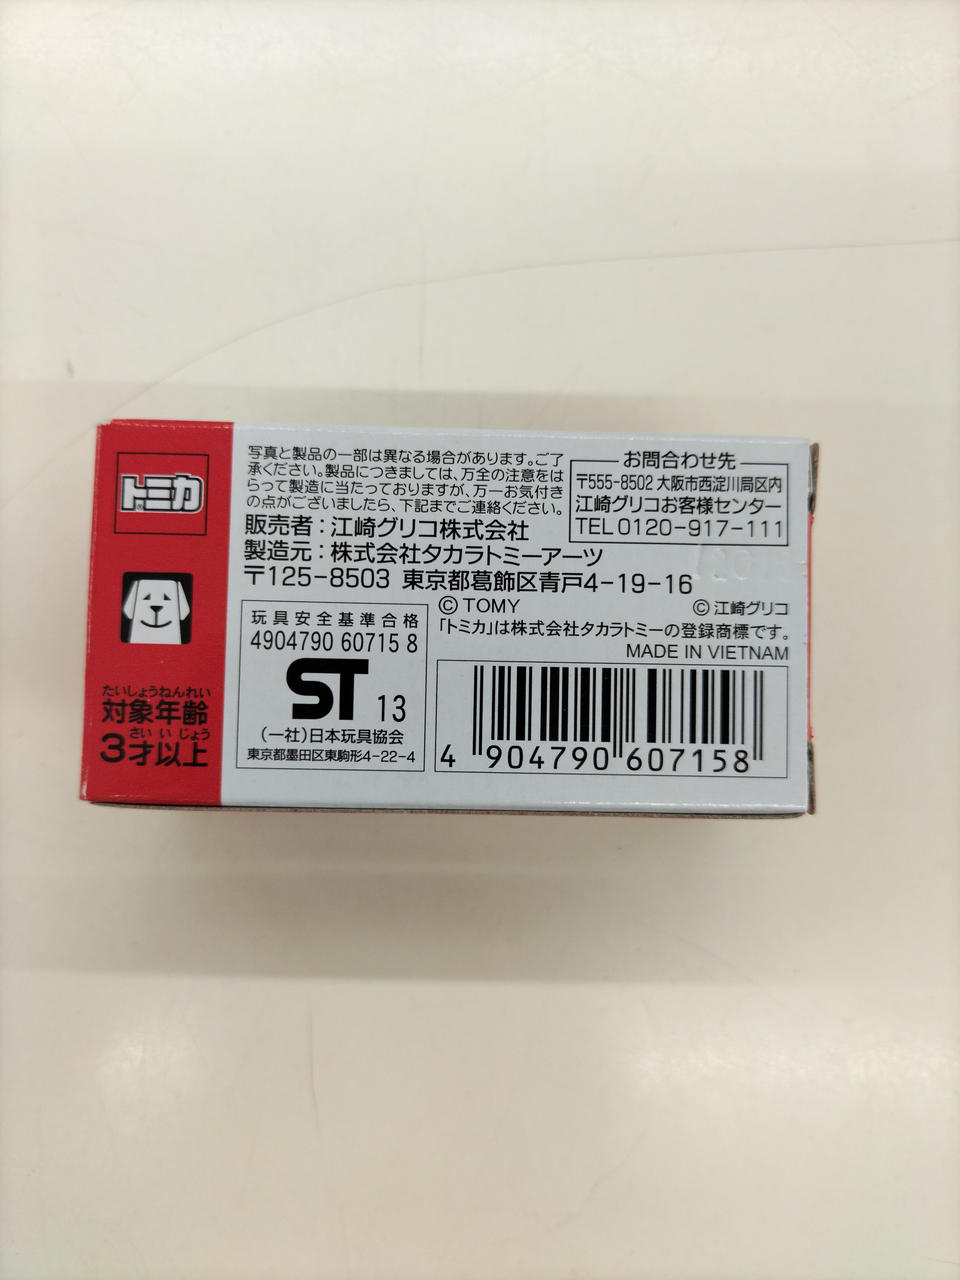 トミカ
たいしょうねんれい
対象年齢
さい いじょう
3才以上
写真と製品の一部は異なる場合があります。ご了
承ください。製品につきましては、万全の注意をは
らって製造に当たっておりますが、万一お気付き
の点がございましたら、下記までご連絡ください。
お問合わせ先
〒555-8502 大阪市西淀川局区内
江崎グリコお客様センター
TEL 0120-917-111
販売者:江崎グリコ株式会社
製造元:株式会社タカラトミーアーツ
〒125-8503 東京都葛飾区青戸4-19-16
© TOMY
© 江崎グリコ
「トミカ」は株式会社タカラトミーの登録商標です。
MADE IN VIETNAM
玩具安全基準合格
4904790 60715 8
ST 13
(一社)日本玩具協会
東京都墨田区東駒形4-22-4
4 904790 607158